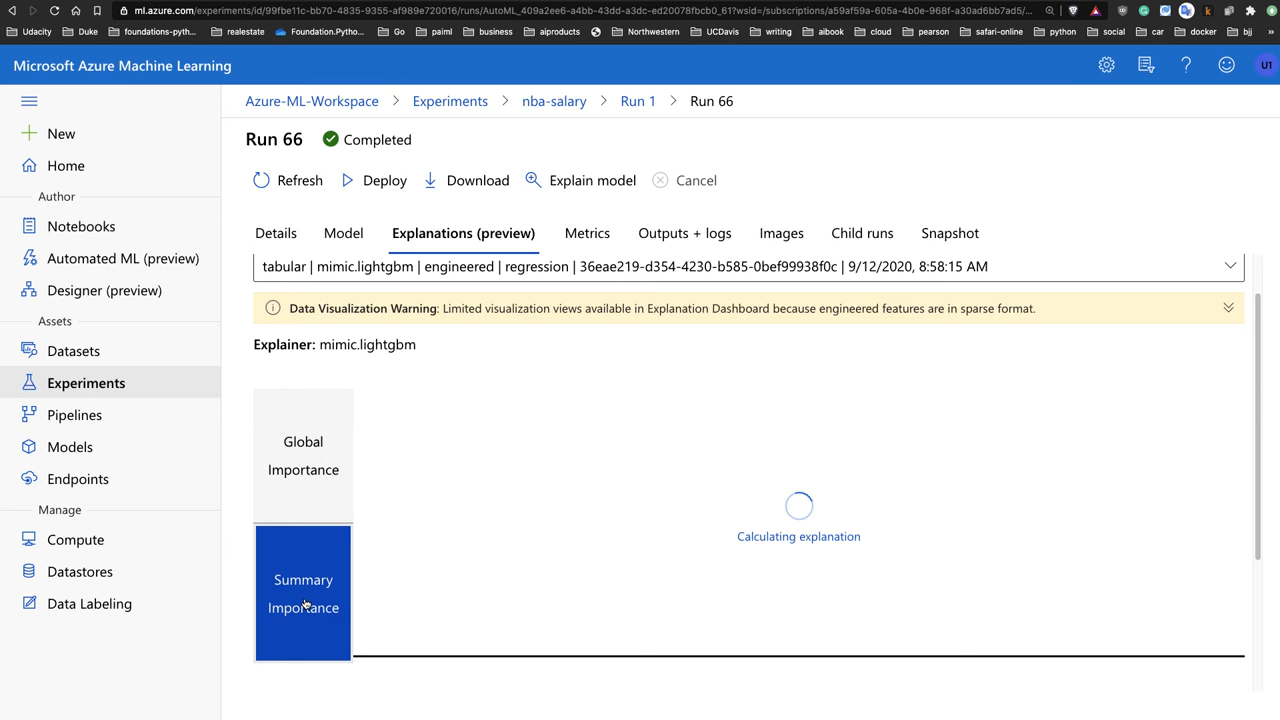 ml.azure.com/experiments/id/99fbe11c-bb70-4835-9355-af989e719020/runs/AutoML_409a2ee6-a4bb-43dd-a3dc-ed20078fbcb0_61?wsid=/subscriptions/a59af59a-605a-4b0e-968f-a30ad6bb7ad5/...
Udacity Duke foundations-pyth... realestate Foundation.Pytho... Go paiml business aiproducts Northwestern UCDavis writing aibook cloud pearson safari-online python social car docker bjj »
Microsoft Azure Machine Learning
U1
Azure-ML-Workspace > Experiments > nba-salary > Run 1 > Run 66
New
Home
Author
Notebooks
Automated ML (preview)
Designer (preview)
Assets
Datasets
Experiments
Pipelines
Models
Endpoints
Manage
Compute
Datastores
Data Labeling
Run 66 Completed
Refresh Deploy Download Explain model Cancel
Details Model Explanations (preview) Metrics Outputs + logs Images Child runs Snapshot
tabular | mimic.lightgbm | engineered | regression | 36eae219-d354-4230-b585-0bef99938f0c | 9/12/2020, 8:58:15 AM
Data Visualization Warning: Limited visualization views available in Explanation Dashboard because engineered features are in sparse format.
Explainer: mimic.lightgbm
Global
Importance
Summary
Importance
Calculating explanation